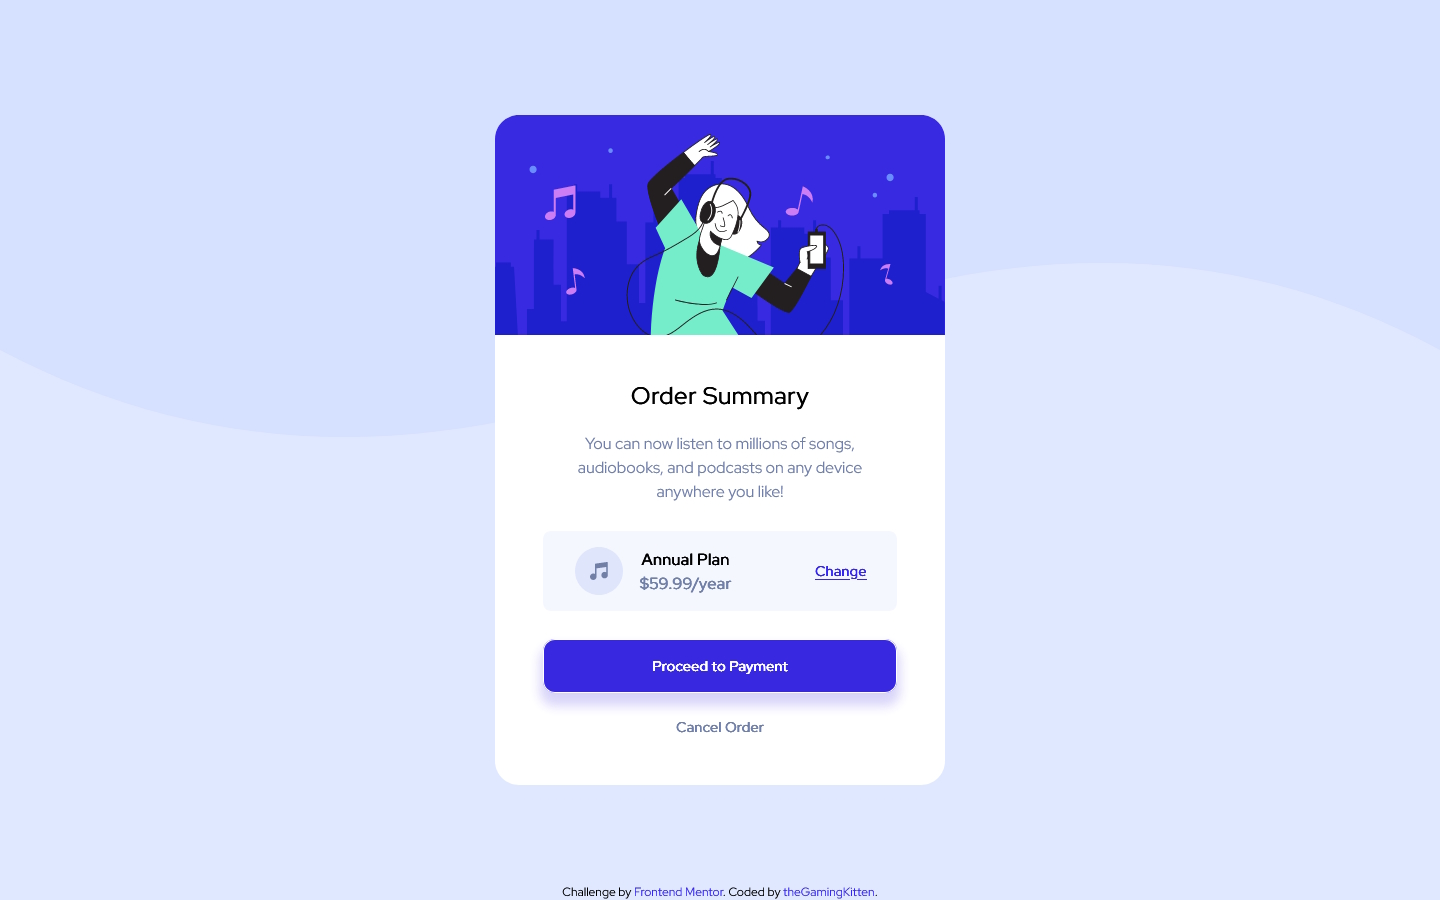 Order Summary
You can now listen to millions of songs,
audiobooks, and podcasts on any device
anywhere you like!
Annual Plan
$59.99/year
Change
Proceed to Payment
Cancel Order
Challenge by Frontend Mentor. Coded by theGamingKitten.